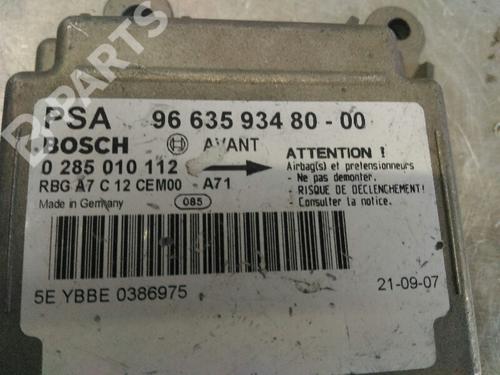 B-PARTS
PSA 96 635 934 80 - 00
BOSCH AVANT
0 285 010 112
RBG A7 C 12 CEM00 A71
Made in Germany 085
ATTENTION !
Airbag(s) et pretensionneurs
- Ne pas demonter.
- RISQUE DE DECLENCHEMENT!
- Consulter la notice.
5E YBBE 0386975
21-09-07